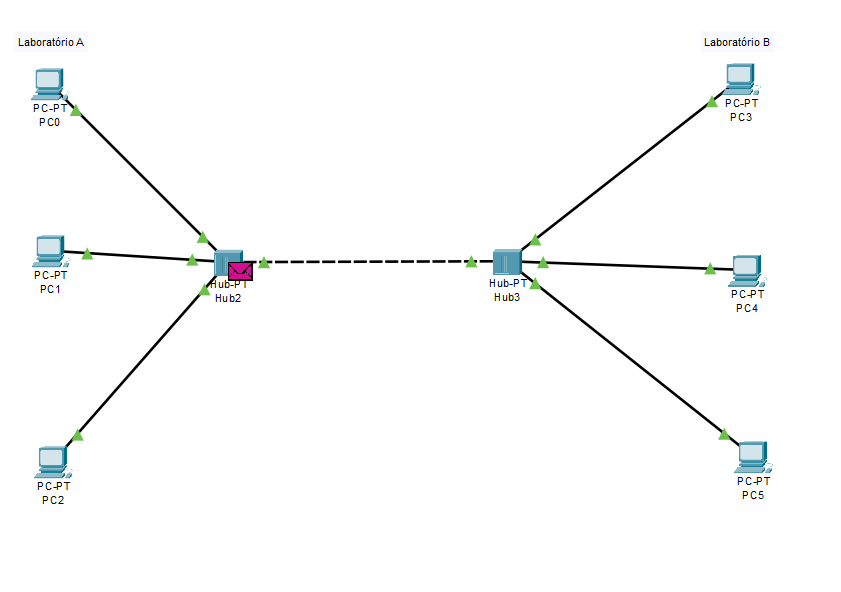 Laboratório A
Laboratório B
PC-PT
PC0
PC-PT
PC3
PC-PT
PC1
Hub-PT
Hub2
Hub-PT
Hub3
PC-PT
PC4
PC-PT
PC2
PC-PT
PC5